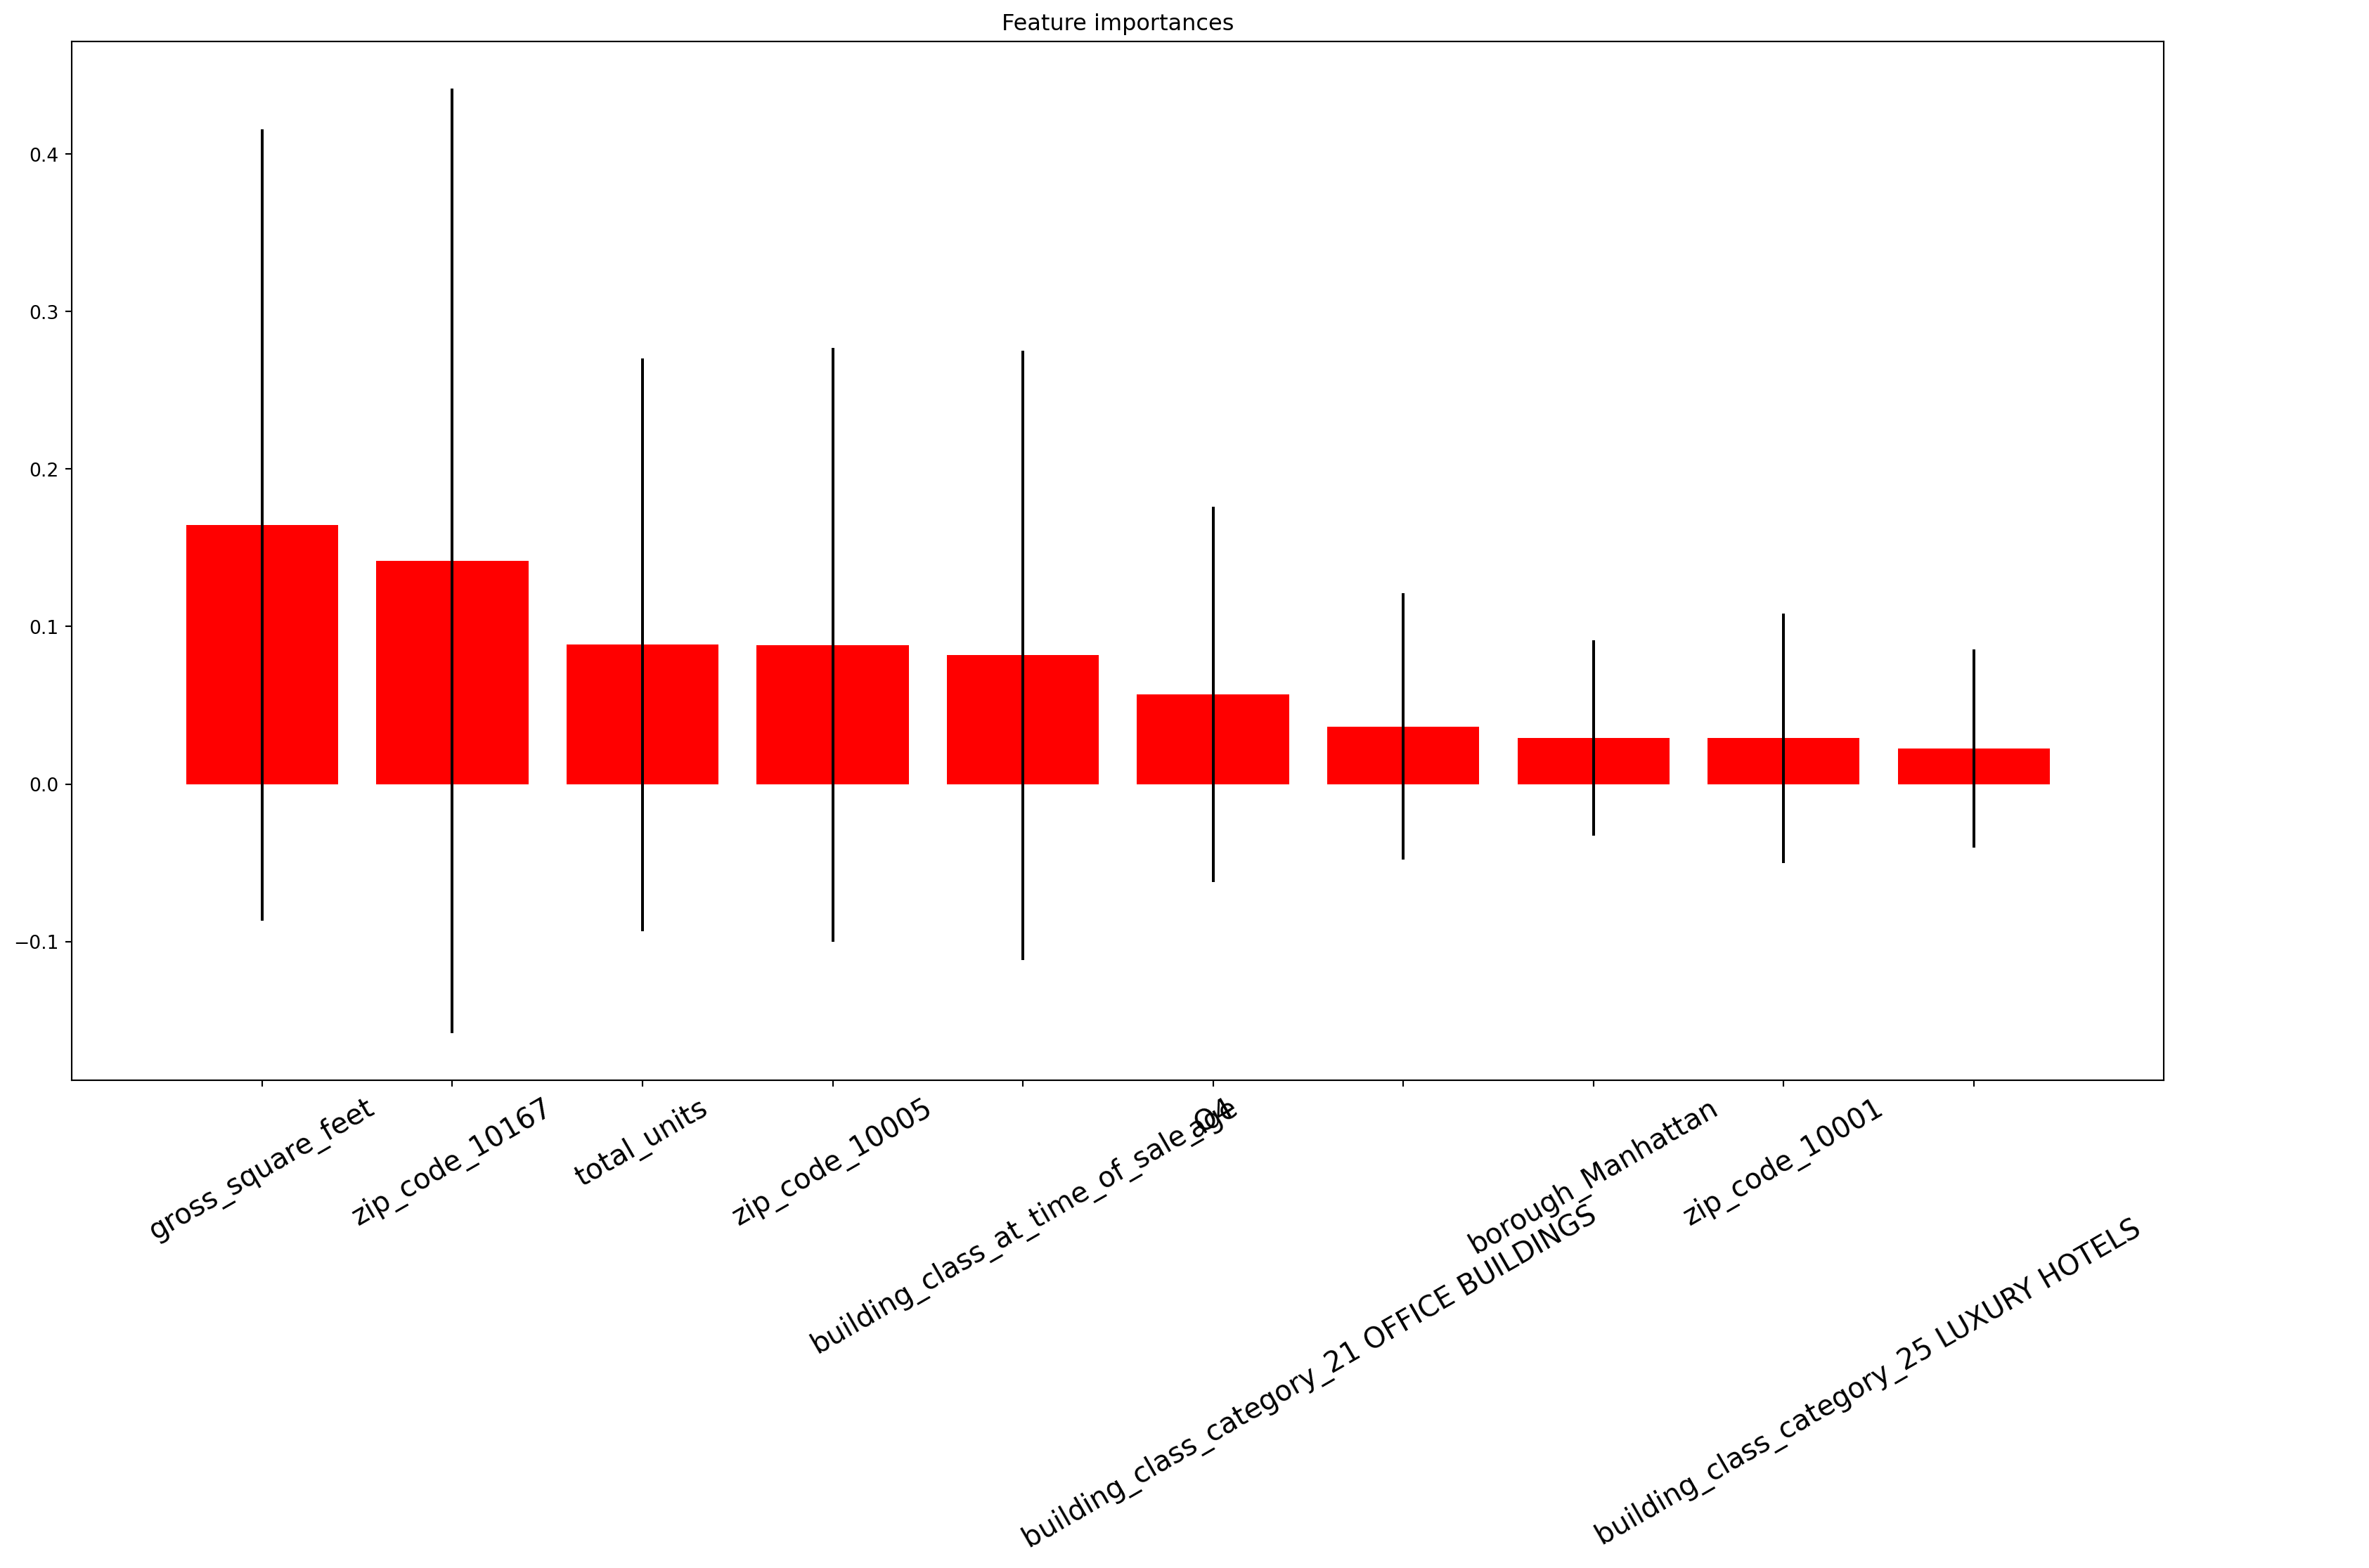 Feature importances
0.4
0.3
0.2
0.1
0.0
−0.1
gross_square_feet
zip_code_10167
total_units
zip_code_10005
building_class_at_time_of_sale_O4
age
building_class_category_21 OFFICE BUILDINGS
borough_Manhattan
zip_code_10001
building_class_category_25 LUXURY HOTELS